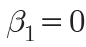 β₁ = 0